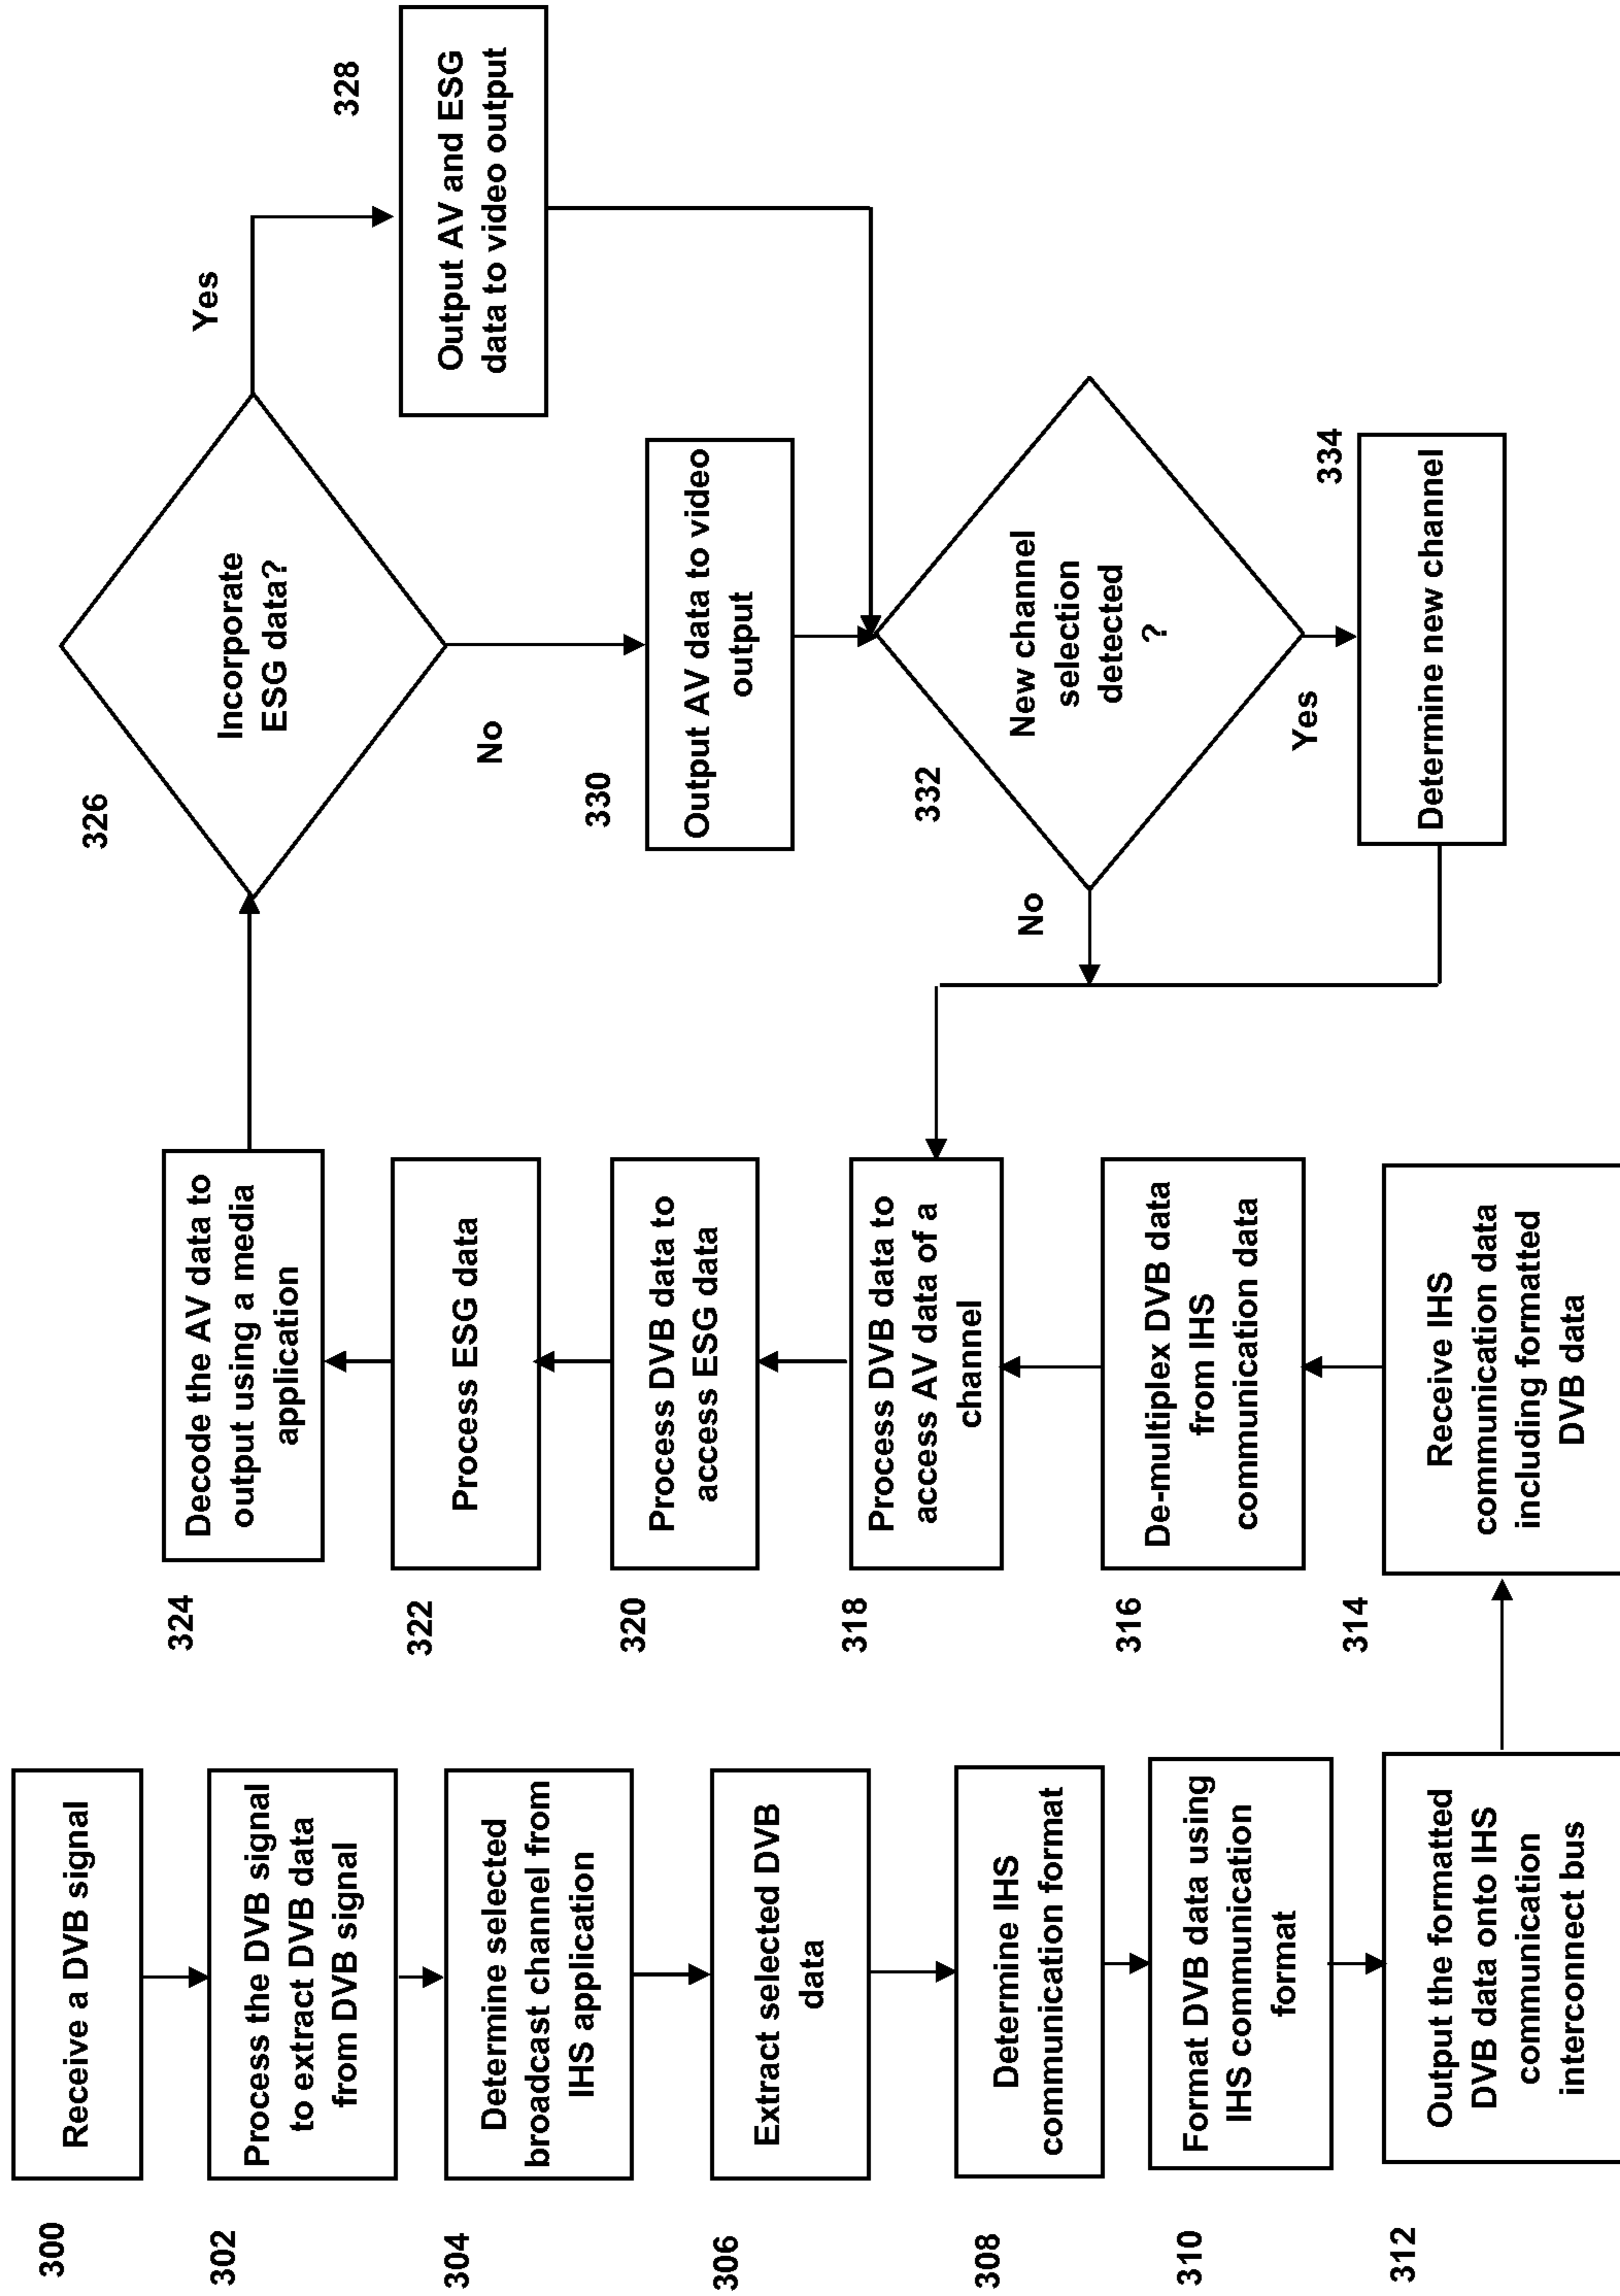 300
Receive a DVB signal
302
Process the DVB signal
to extract DVB data
from DVB signal
304
Determine selected
broadcast channel from
IHS application
306
Extract selected DVB
data
308
Determine IHS
communication format
310
Format DVB data using
IHS communication
format
312
Output the formatted
DVB data onto IHS
communication
interconnect bus
314
Receive IHS
communication data
including formatted
DVB data
316
De-multiplex DVB data
from IHS
communication data
318
Process DVB data to
access AV data of a
channel
320
Process DVB data to
access ESG data
322
Process ESG data
324
Decode the AV data to
output using a media
application
326
Incorporate
ESG data?
Yes
328
Output AV and ESG
data to video output
No
330
Output AV data to video
output
332
New channel
selection
detected
?
No
Yes
334
Determine new channel